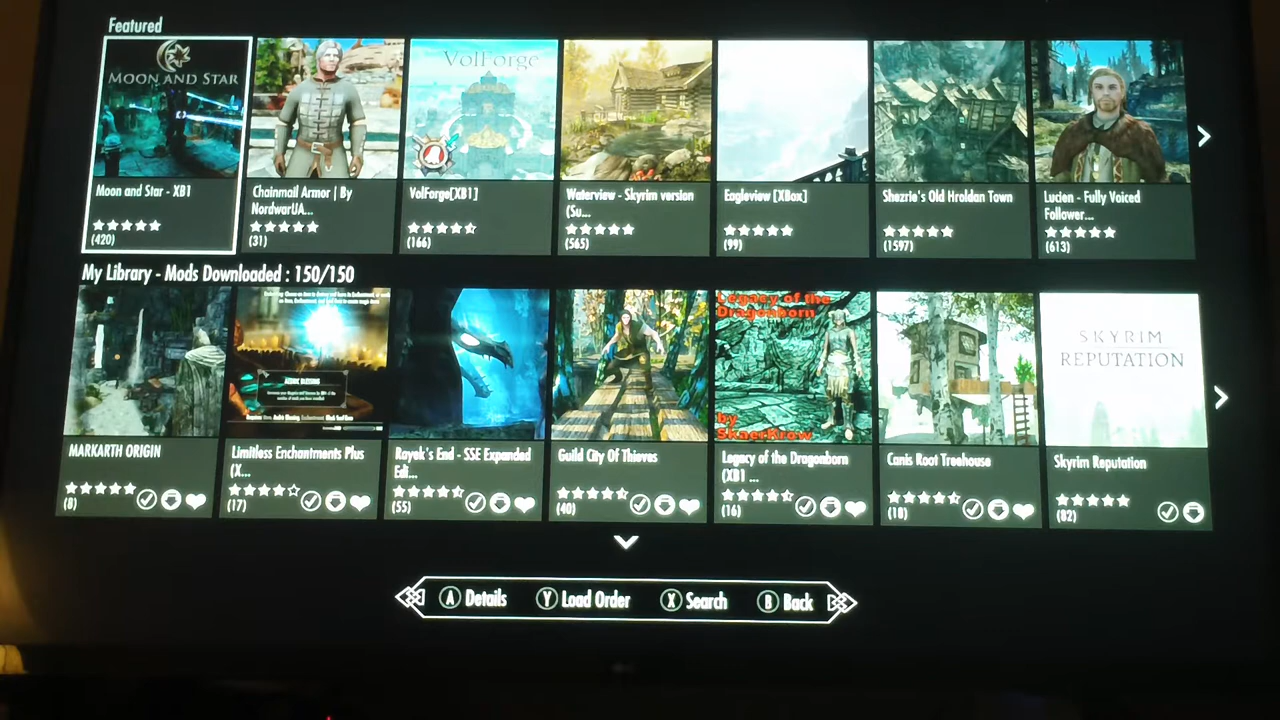 Featured
MOON AND STAR
VolForge
Moon and Star - XB1
(420)
Chainmail Armor | By
NordwarUA...
(31)
VolForge[XB1]
(166)
Waterview - Skyrim version
(Su...
(565)
Eagleview [XBox]
(99)
Shezrie's Old Hroldan Town
(1597)
Lucien - Fully Voiced
Follower...
(613)
My Library - Mods Downloaded : 150/150
Legacy of the
Dragonborn
by
SkaerKrow
SKYRIM
REPUTATION
MARKARTH ORIGIN
(8)
Limitless Enchantments Plus
(X...
(17)
Rayek's End - SSE Expanded
Edi...
(55)
Guild City Of Thieves
(40)
Legacy of the Dragonborn
(XB1 ...
(16)
Canis Root Treehouse
(18)
Skyrim Reputation
(82)
A Details Y Load Order X Search B Back